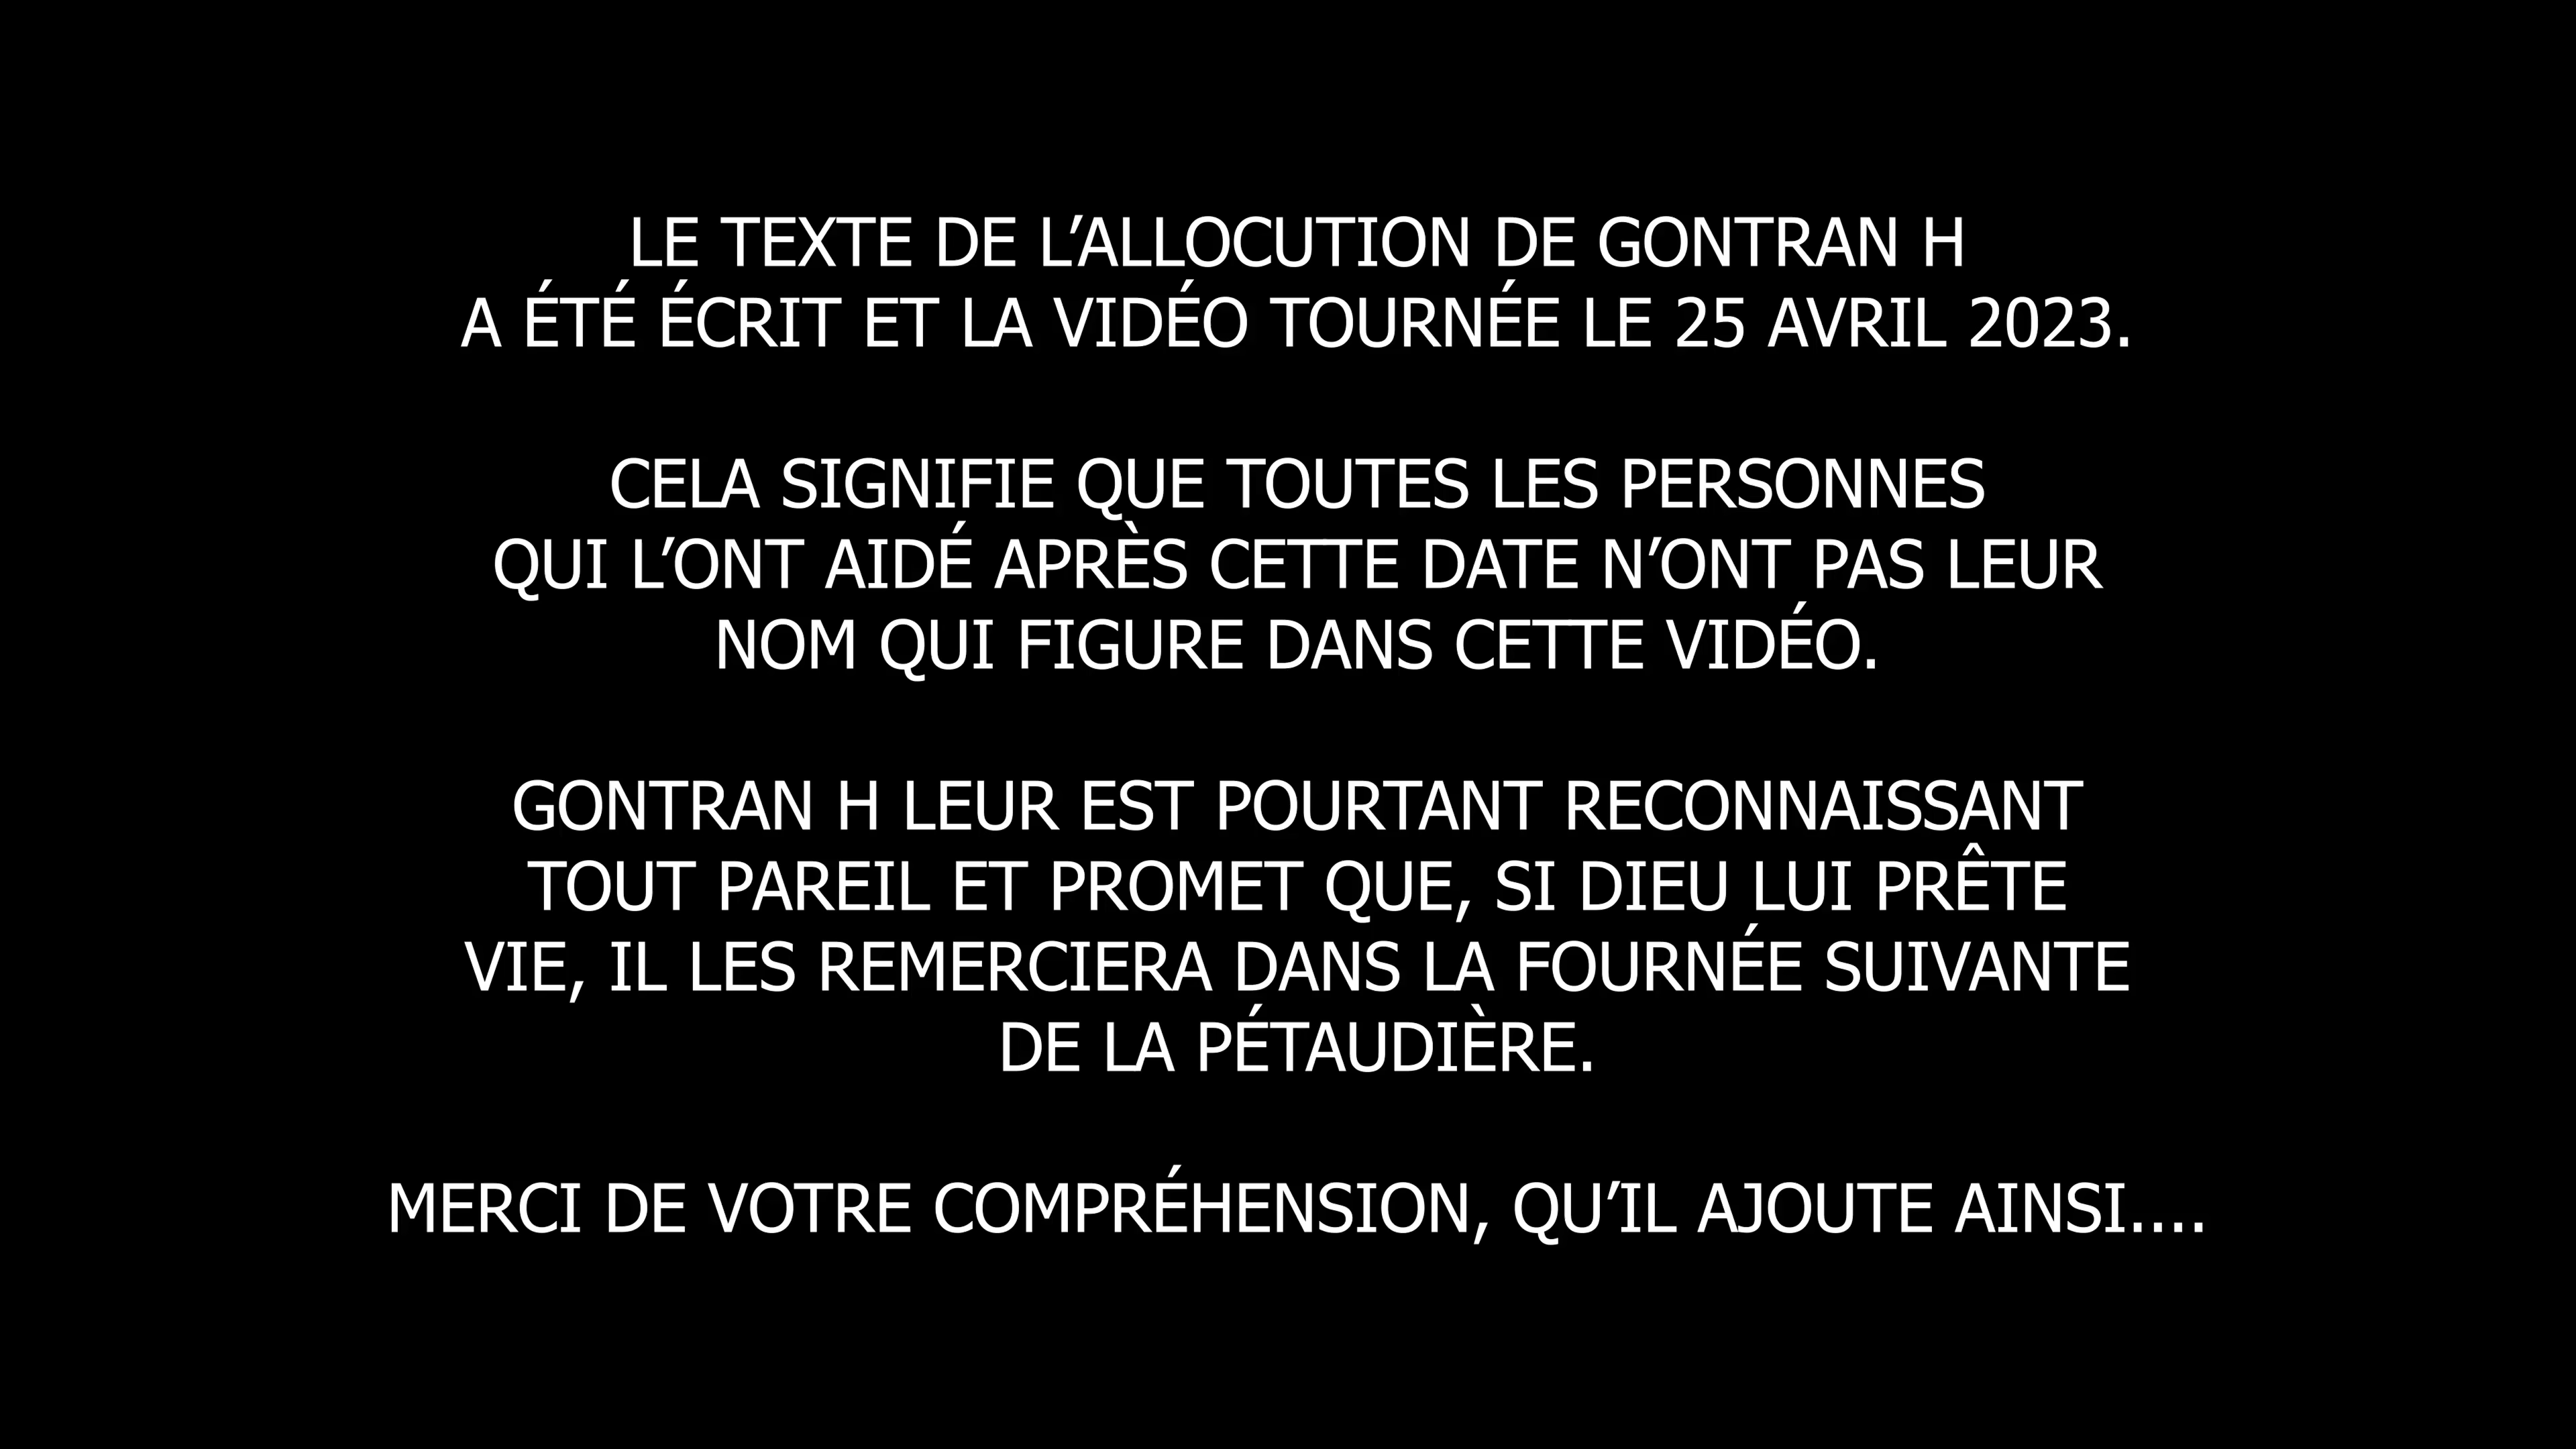 LE TEXTE DE L’ALLOCUTION DE GONTRAN H
A ÉTÉ ÉCRIT ET LA VIDÉO TOURNÉE LE 25 AVRIL 2023.
CELA SIGNIFIE QUE TOUTES LES PERSONNES
QUI L’ONT AIDÉ APRÈS CETTE DATE N’ONT PAS LEUR
NOM QUI FIGURE DANS CETTE VIDÉO.
GONTRAN H LEUR EST POURTANT RECONNAISSANT
TOUT PAREIL ET PROMET QUE, SI DIEU LUI PRÊTE
VIE, IL LES REMERCIERA DANS LA FOURNÉE SUIVANTE
DE LA PÉTAUDIÈRE.
MERCI DE VOTRE COMPRÉHENSION, QU’IL AJOUTE AINSI....